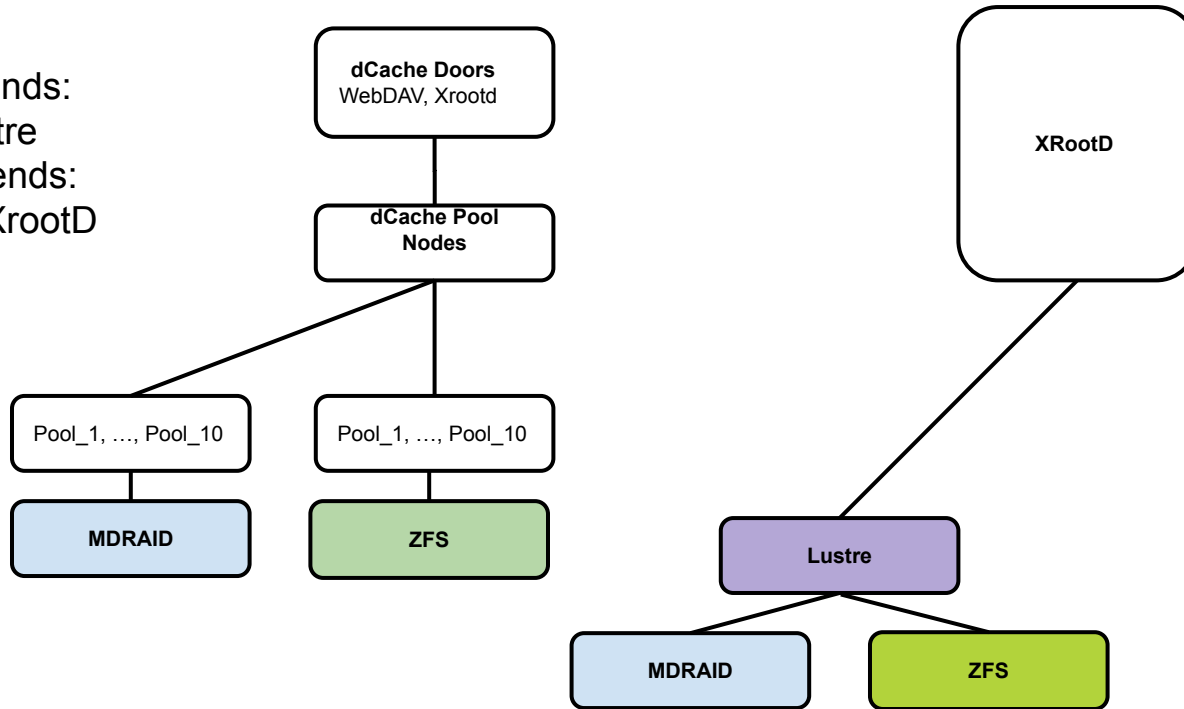 nds:
tre
ends:
XrootD
dCache Doors
WebDAV, Xrootd
XRootD
dCache Pool
Nodes
Pool_1, …, Pool_10
Pool_1, …, Pool_10
MDRAID
ZFS
Lustre
MDRAID
ZFS